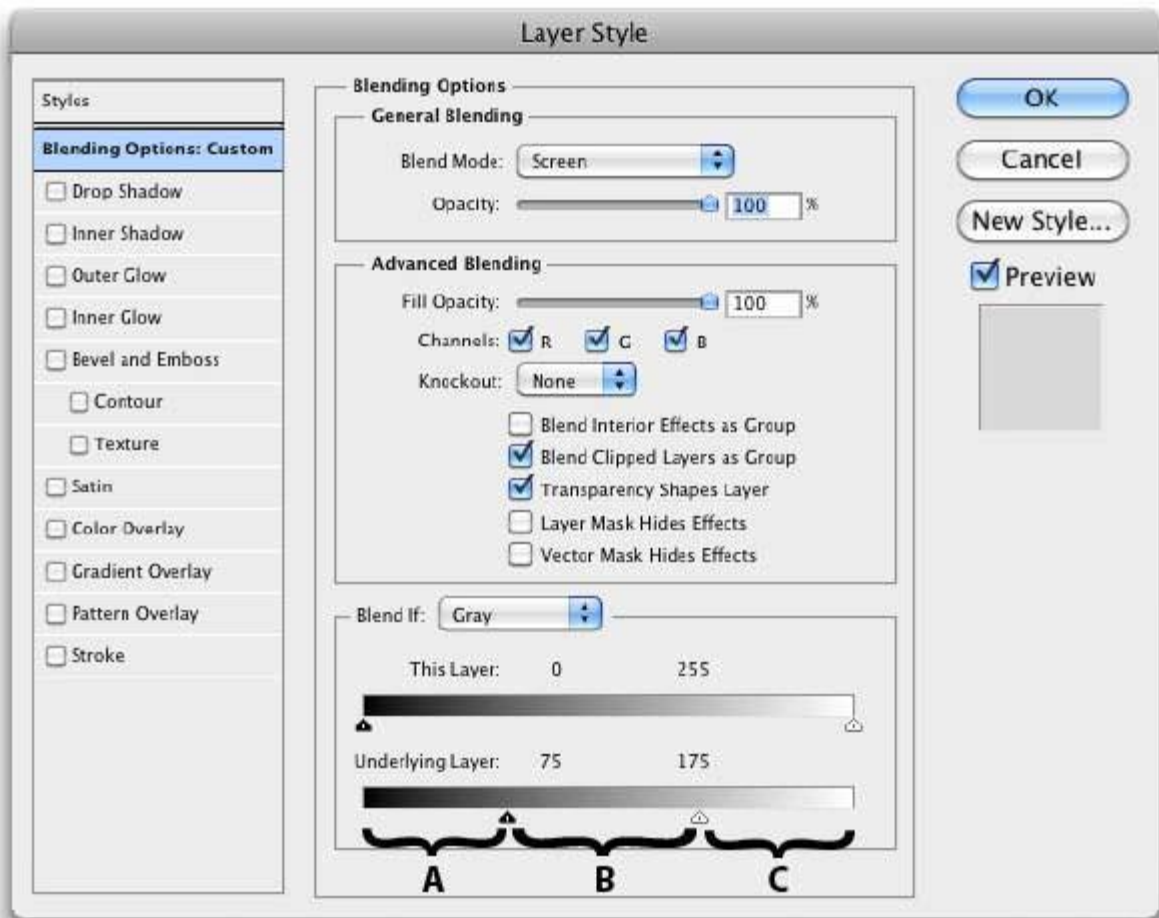 Layer Style
Styles
Blending Options: Custom
Drop Shadow
Inner Shadow
Outer Glow
Inner Glow
Bevel and Emboss
Contour
Texture
Satin
Color Overlay
Gradient Overlay
Pattern Overlay
Stroke
Blending Options
General Blending
Blend Mode: Screen
Opacity: 100 %
Advanced Blending
Fill Opacity: 100 %
Channels: R G B
Knockout: None
Blend Interior Effects as Group
Blend Clipped Layers as Group
Transparency Shapes Layer
Layer Mask Hides Effects
Vector Mask Hides Effects
Blend If: Gray
This Layer: 0 255
Underlying Layer: 75 175
A B C
OK
Cancel
New Style...
Preview